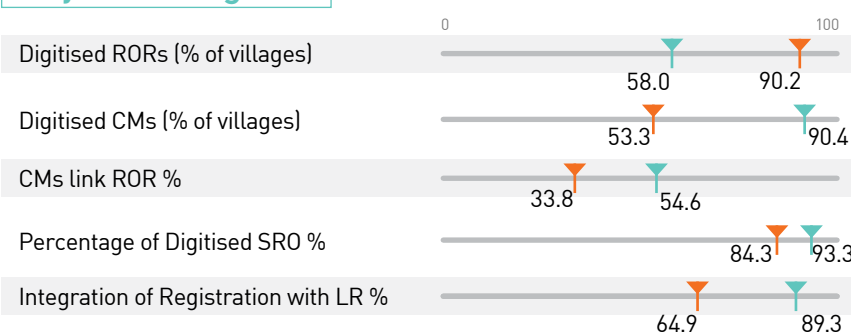 0 100
Digitised RORs (% of villages)
58.0 90.2
Digitised CMs (% of villages)
53.3 90.4
CMs link ROR %
33.8 54.6
Percentage of Digitised SRO %
84.3 93.3
Integration of Registration with LR %
64.9 89.3